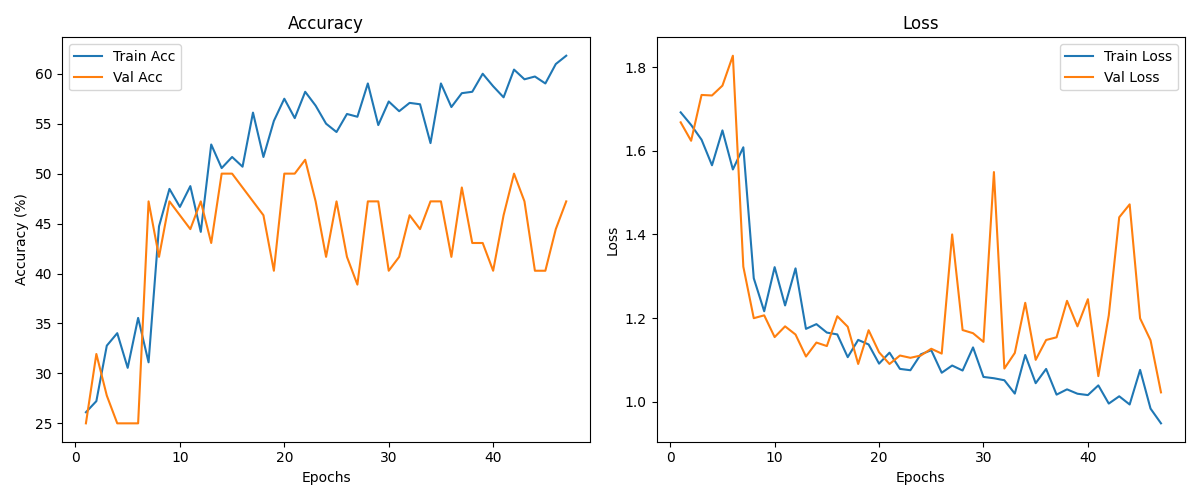 Accuracy
Train Acc
Val Acc
Accuracy (%)
60
55
50
45
40
35
30
25
0 10 20 30 40
Epochs
Loss
Train Loss
Val Loss
Loss
1.8
1.6
1.4
1.2
1.0
0 10 20 30 40
Epochs